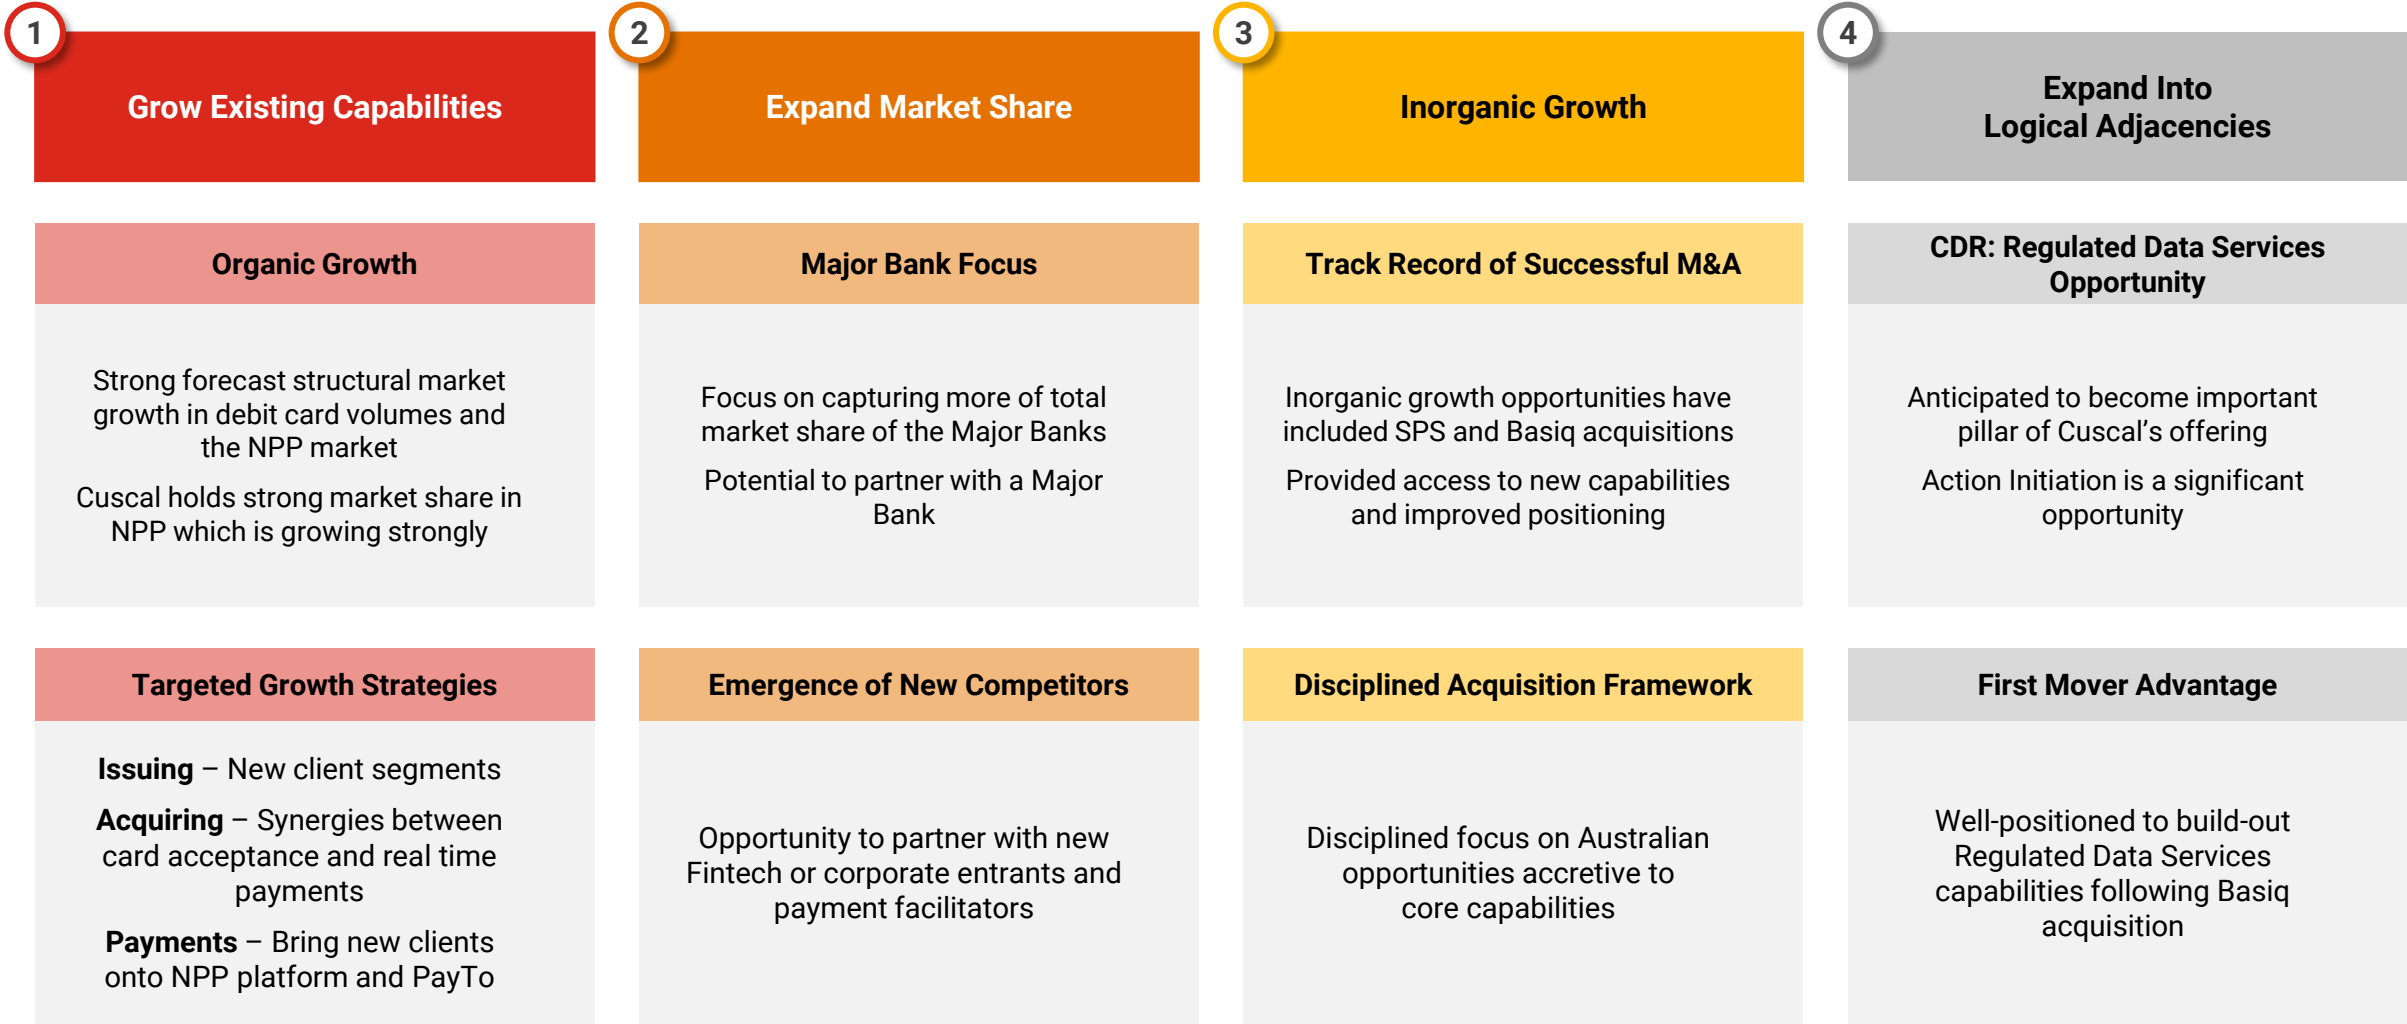 1
Grow Existing Capabilities
Organic Growth
Strong forecast structural market
growth in debit card volumes and
the NPP market
Cuscal holds strong market share in
NPP which is growing strongly
Targeted Growth Strategies
Issuing – New client segments
Acquiring – Synergies between
card acceptance and real time
payments
Payments – Bring new clients
onto NPP platform and PayTo
2
Expand Market Share
Major Bank Focus
Focus on capturing more of total
market share of the Major Banks
Potential to partner with a Major
Bank
Emergence of New Competitors
Opportunity to partner with new
Fintech or corporate entrants and
payment facilitators
3
Inorganic Growth
Track Record of Successful M&A
Inorganic growth opportunities have
included SPS and Basiq acquisitions
Provided access to new capabilities
and improved positioning
Disciplined Acquisition Framework
Disciplined focus on Australian
opportunities accretive to
core capabilities
4
Expand Into
Logical Adjacencies
CDR: Regulated Data Services
Opportunity
Anticipated to become important
pillar of Cuscal’s offering
Action Initiation is a significant
opportunity
First Mover Advantage
Well-positioned to build-out
Regulated Data Services
capabilities following Basiq
acquisition